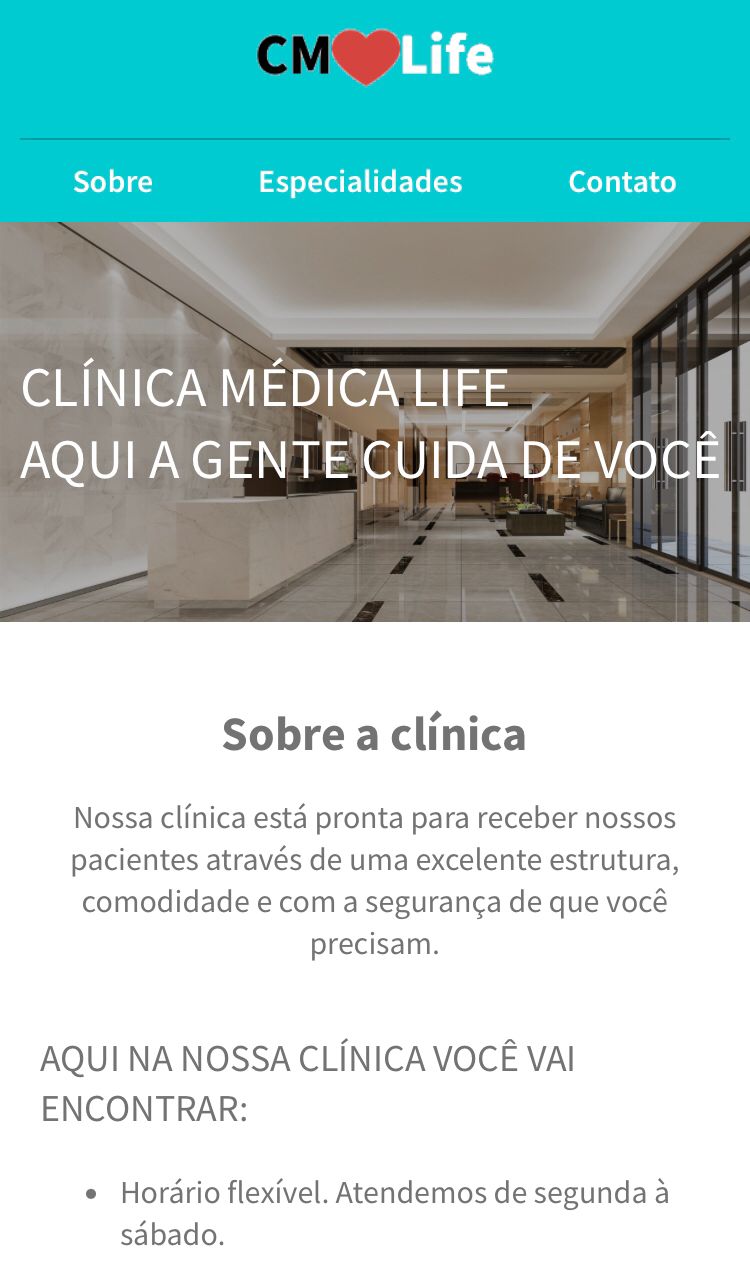 CM Life
Sobre Especialidades Contato
CLÍNICA MÉDICA LIFE
AQUI A GENTE CUIDA DE VOCÊ
Sobre a clínica
Nossa clínica está pronta para receber nossos
pacientes através de uma excelente estrutura,
comodidade e com a segurança de que você
precisam.
AQUI NA NOSSA CLÍNICA VOCÊ VAI
ENCONTRAR:
• Horário flexível. Atendemos de segunda à
sábado.